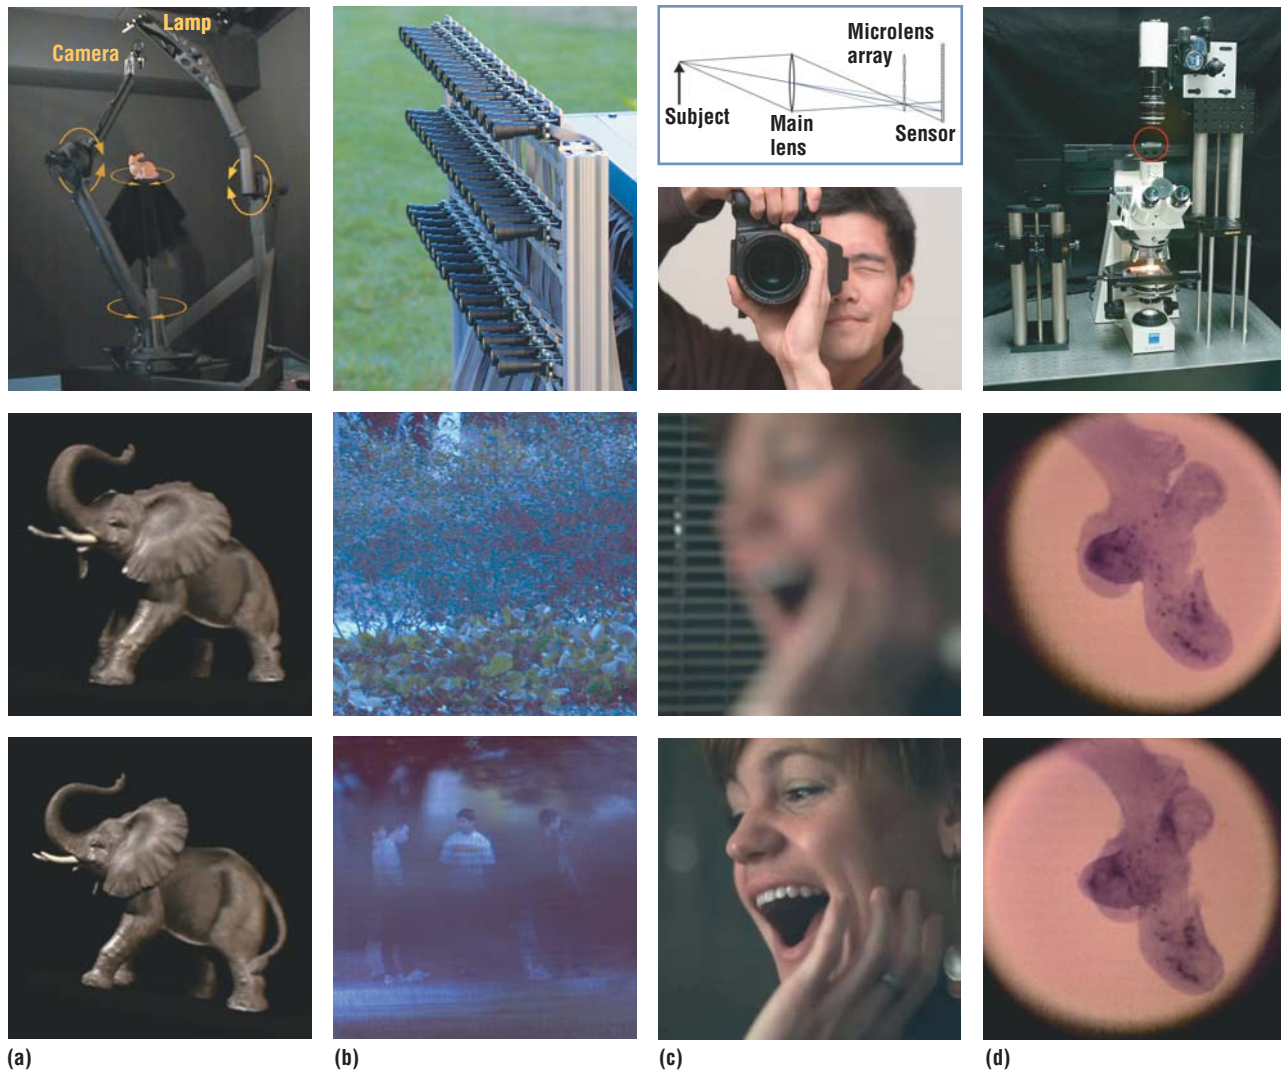 Lamp
Camera
Microlens
array
Subject
Main
lens
Sensor
(a)
(b)
(c)
(d)